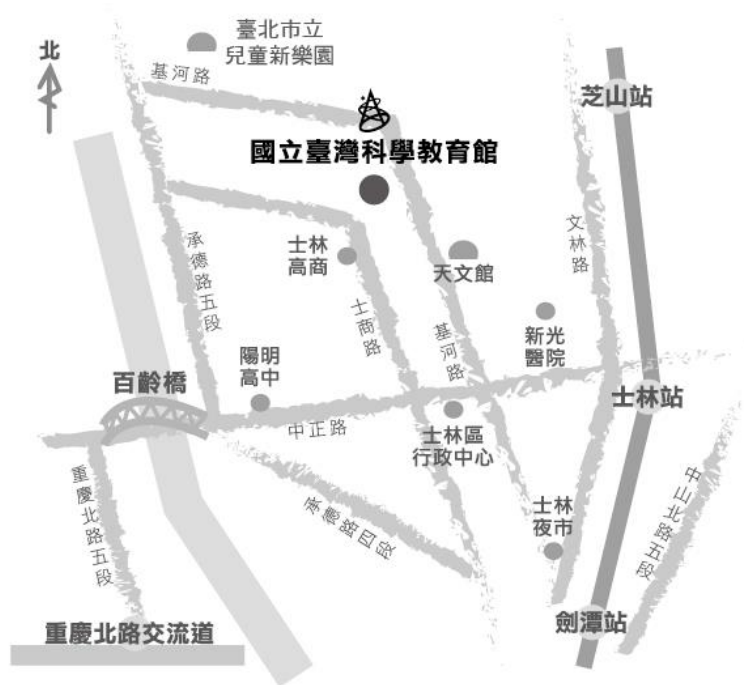 臺北市立
兒童新樂園
北
基河路
芝山站
國立臺灣科學教育館
承德路五段
士林
高商
天文館
文林路
士商路
基河路
新光
醫院
陽明
高中
百齡橋
士林站
中正路
士林區
行政中心
重慶北路五段
承德路四段
士林
夜市
中山北路五段
重慶北路交流道
劍潭站